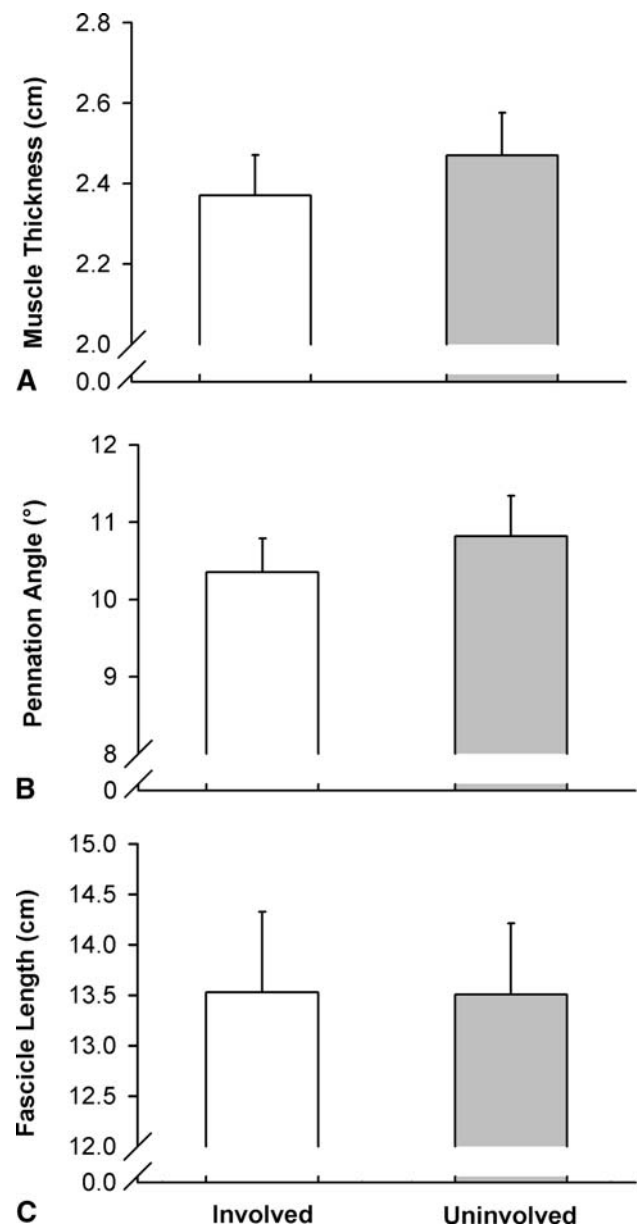 Muscle Thickness (cm)
2.8
2.6
2.4
2.2
2.0
0.0
A
Pennation Angle (°)
12
11
10
9
8
0
B
Fascicle Length (cm)
15.0
14.5
14.0
13.5
13.0
12.5
12.0
0.0
C
Involved Uninvolved